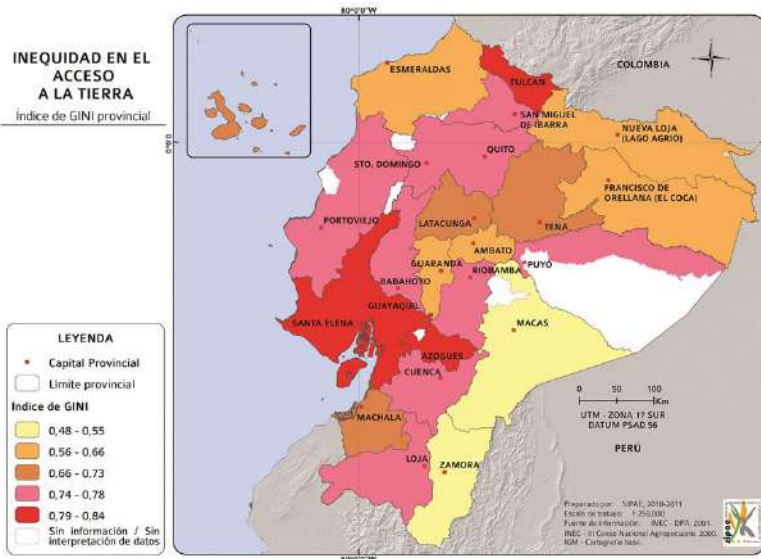 80°0'0"W
INEQUIDAD EN EL
ACCESO
A LA TIERRA
Índice de GINI provincial
ESMERALDAS
TULCÁN
COLOMBIA
SAN MIGUEL
DE IBARRA
NUEVA LOJA
(LAGO AGRIO)
0°0'0"
QUITO
STO. DOMINGO
FRANCISCO DE
ORELLANA (EL COCA)
PORTOVIEJO
LATACUNGA
TENA
AMBATO
GUARANDA
RIOBAMBA
PUYO
BABAHOYO
GUAYAQUIL
SANTA ELENA
MACAS
AZOGUES
CUENCA
MACHALA
LOJA
ZAMORA
0 50 100
Km
UTM - ZONA 17 SUR
DATUM PSAD 56
PERÚ
LEYENDA
Capital Provincial
Limite provincial
Indice de GINI
0,48 - 0,55
0,56 - 0,66
0,66 - 0,73
0,74 - 0,78
0,79 - 0,84
Sin información / Sin
interpretación de datos
Preparado por: SIPAE, 2010-2011
Escala de trabajo: 1:250.000
Fuente de información: INEC - DPA, 2001.
INEC - III Censo Nacional Agropecuario, 2000.
IGM - Cartografía base.
sipae